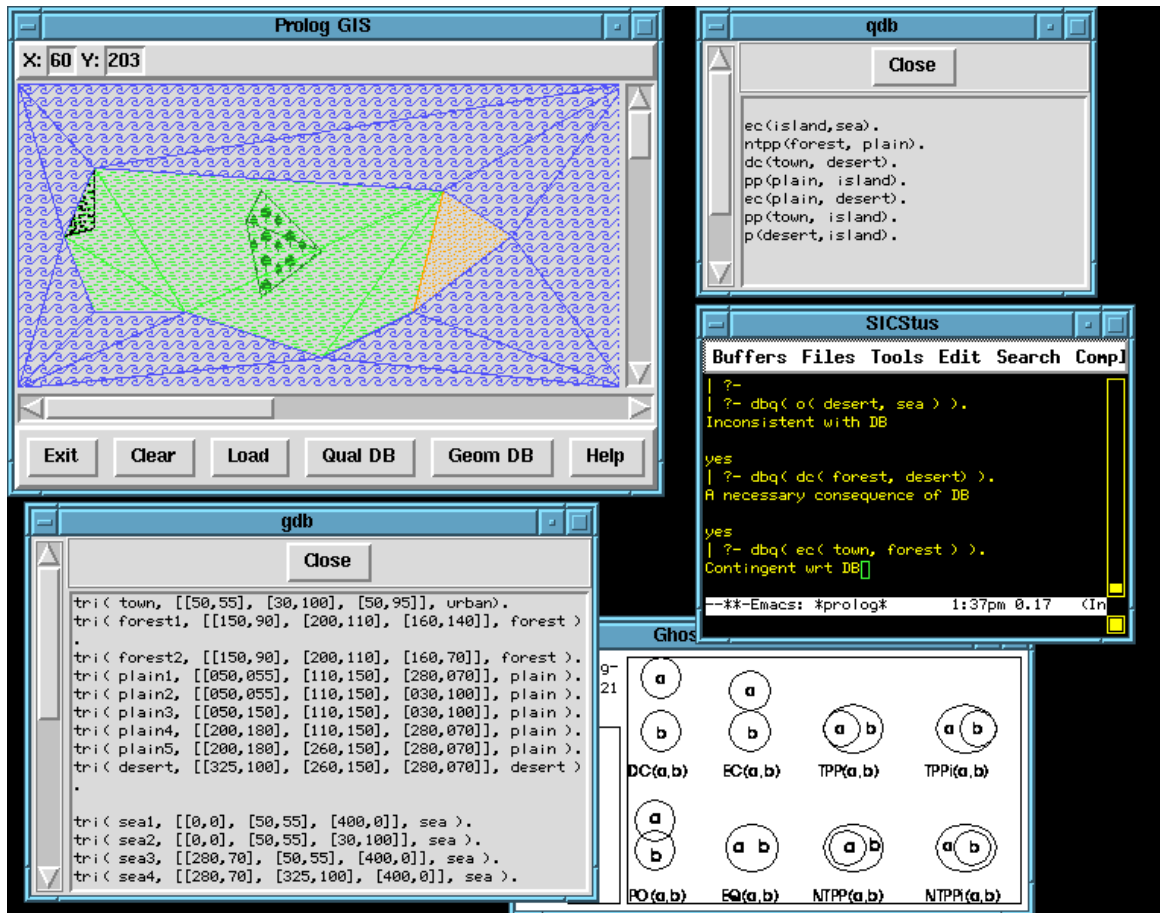 Prolog GIS
X: 60 Y: 203
Exit Clear Load Qual DB Geom DB Help
qdb
Close
ec(island,sea).
ntpp(forest, plain).
dc(town, desert).
pp(plain, island).
ec(plain, desert).
pp(town, island).
p(desert,island).
SICStus
Buffers Files Tools Edit Search Compl
| ?-
| ?- dbq( o( desert, sea ) ).
Inconsistent with DB
yes
| ?- dbq( dc( forest, desert) ).
A necessary consequence of DB
yes
| ?- dbq( ec( town, forest ) ).
Contingent wrt DB
--**-Emacs: *prolog* 1:37pm 0.17 (In
gdb
Close
tri( town, [[50,55], [30,100], [50,95]], urban).
tri( forest1, [[150,90], [200,110], [160,140]], forest )
.
tri( forest2, [[150,90], [200,110], [160,70]], forest ).
tri( plain1, [[050,055], [110,150], [280,070]], plain ).
tri( plain2, [[050,055], [110,150], [030,100]], plain ).
tri( plain3, [[050,150], [110,150], [030,100]], plain ).
tri( plain4, [[200,180], [110,150], [280,070]], plain ).
tri( plain5, [[200,180], [260,150], [280,070]], plain ).
tri( desert, [[325,100], [260,150], [280,070]], desert )
.
tri( sea1, [[0,0], [50,55], [400,0]], sea ).
tri( sea2, [[0,0], [50,55], [30,100]], sea ).
tri( sea3, [[280,70], [50,55], [400,0]], sea ).
tri( sea4, [[280,70], [325,100], [400,0]], sea ).
Ghos
9-
21
a a
b b a b a b
DC(a,b) EC(a,b) TPP(a,b) TPPi(a,b)
a
b a b a b a b
PO(a,b) EQ(a,b) NTPP(a,b) NTPPi(a,b)